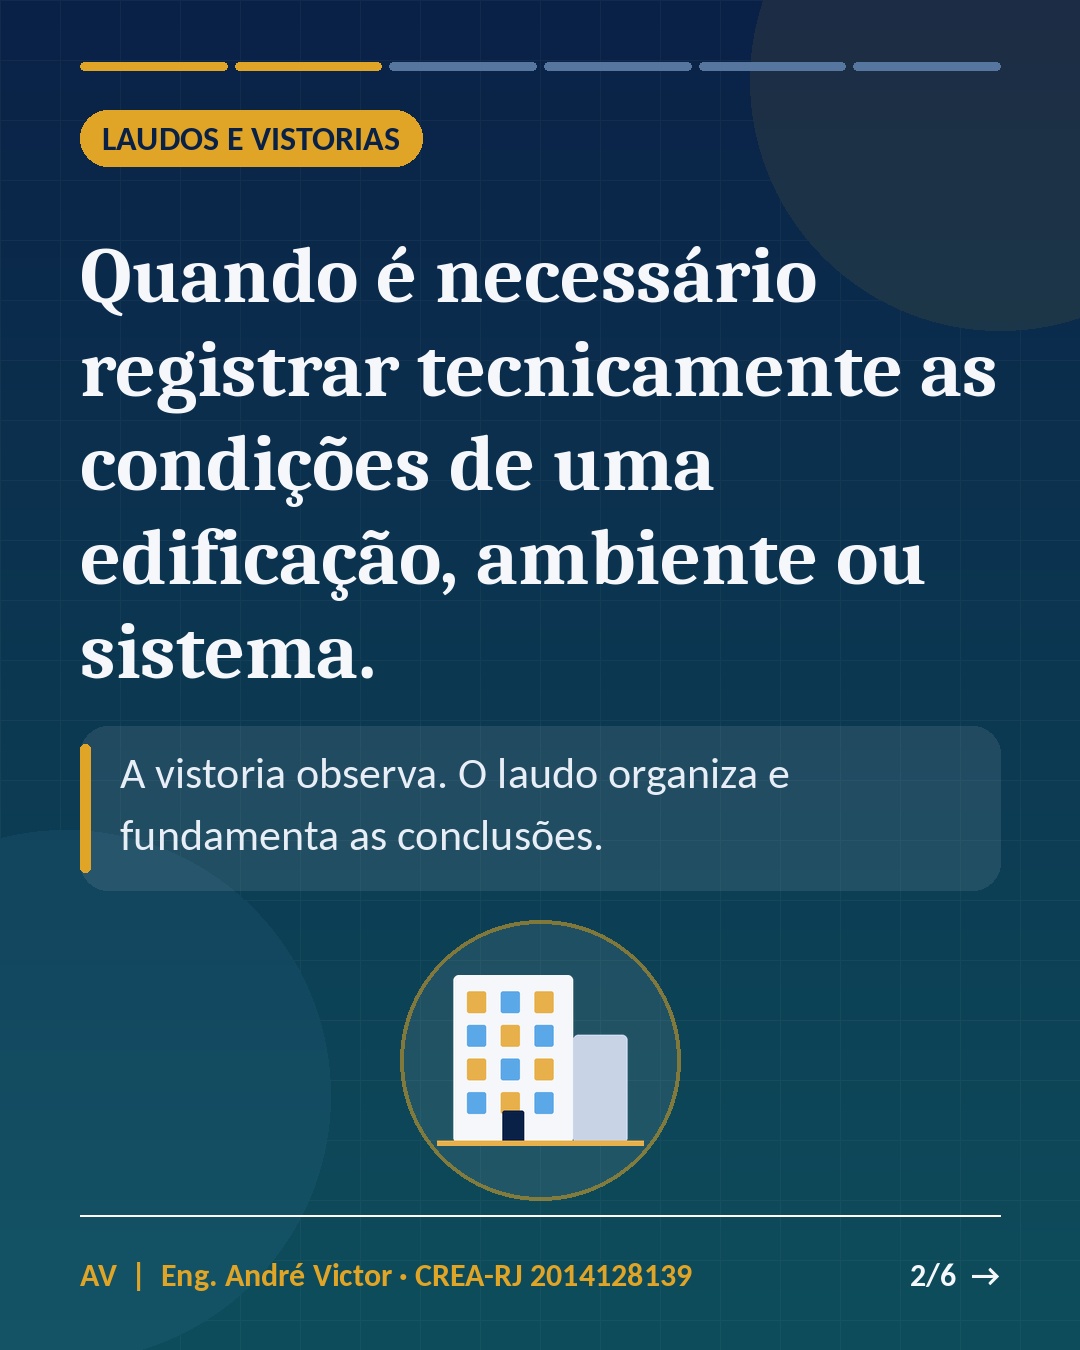 LAUDOS E VISTORIAS
Quando é necessário
registrar tecnicamente as
condições de uma
edificação, ambiente ou
sistema.
A vistoria observa. O laudo organiza e
fundamenta as conclusões.
AV | Eng. André Victor · CREA-RJ 2014128139
2/6 →